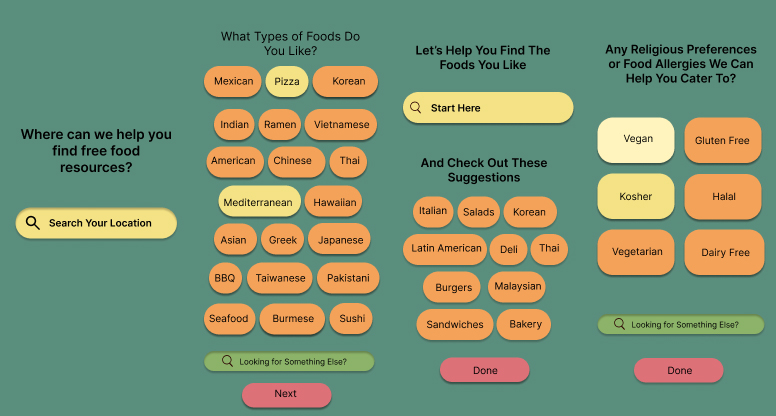 Where can we help you
find free food
resources?
Search Your Location
What Types of Foods Do
You Like?
Mexican Pizza Korean
Indian Ramen Vietnamese
American Chinese Thai
Mediterranean Hawaiian
Asian Greek Japanese
BBQ Taiwanese Pakistani
Seafood Burmese Sushi
Looking for Something Else?
Next
Let's Help You Find The
Foods You Like
Start Here
And Check Out These
Suggestions
Italian Salads Korean
Latin American Deli Thai
Burgers Malaysian
Sandwiches Bakery
Done
Any Religious Preferences
or Food Allergies We Can
Help You Cater To?
Vegan Gluten Free
Kosher Halal
Vegetarian Dairy Free
Looking for Something Else?
Done